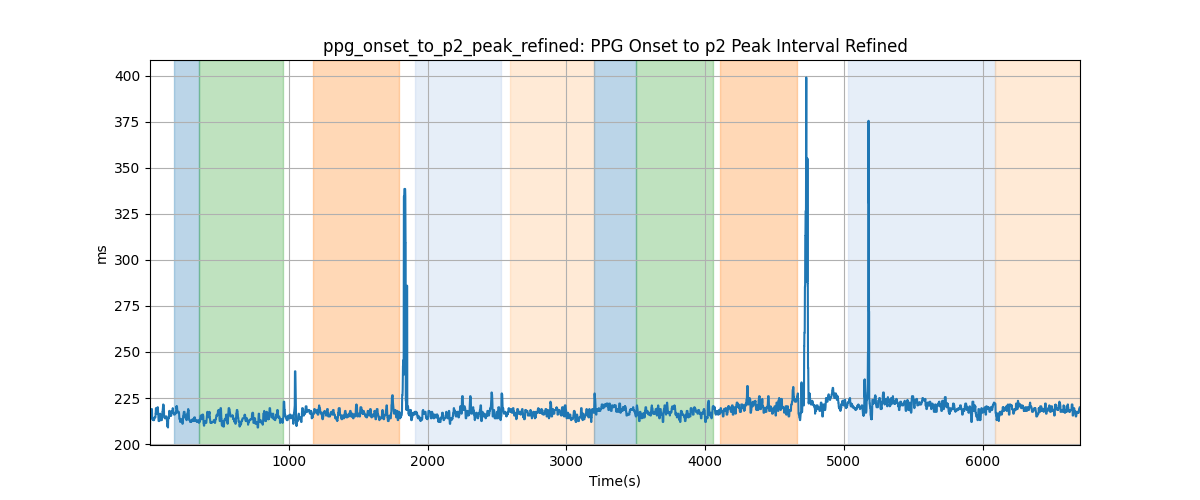 ppg_onset_to_p2_peak_refined: PPG Onset to p2 Peak Interval Refined
400
375
350
325
300
275
250
225
200
ms
1000 2000 3000 4000 5000 6000
Time(s)